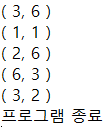 ( 3, 6 )
( 1, 1 )
( 2, 6 )
( 6, 3 )
( 3, 2 )
프로그램 종료